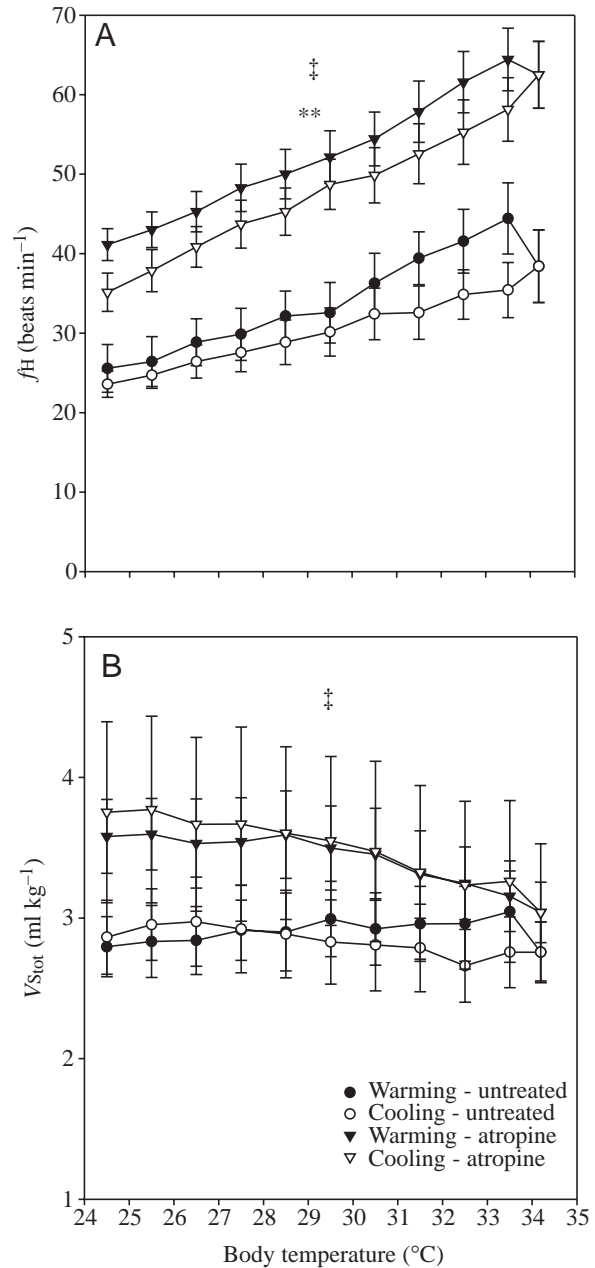 A
70
60
50
40
30
20
10
0
‡
**
fH (beats min−1)
B
5
4
3
2
1
‡
VStot (ml kg−1)
Warming - untreated
Cooling - untreated
Warming - atropine
Cooling - atropine
24 26 27 28 29 30 31 32 33 34 35
Body temperature (°C)